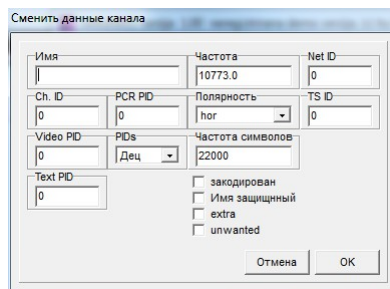 Сменить данные канала
Имя Частота Net ID
10773.0 0
Ch. ID PCR PID Полярность TS ID
0 0 hor 0
Video PID PIDs Частота символов
0 Дец 22000
Text PID
0
закодирован
Имя защищнный
extra
unwanted
Отмена OK